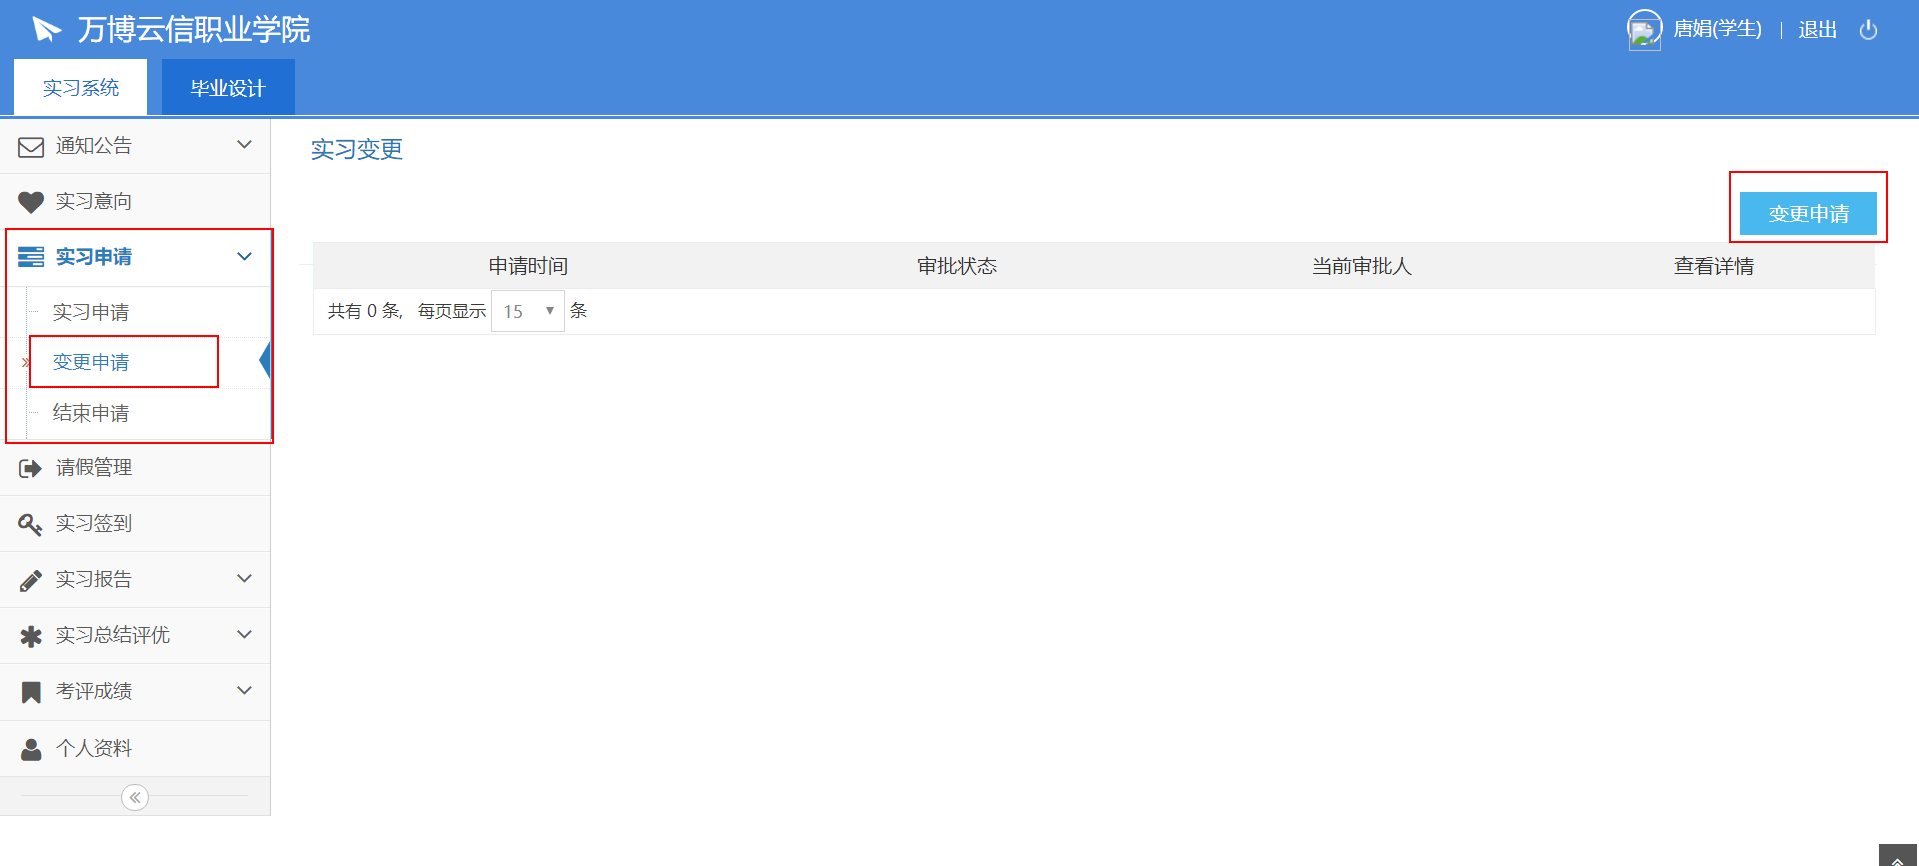 万博云信职业学院
唐娟(学生) | 退出
实习系统 毕业设计
通知公告
实习意向
实习申请
实习申请
变更申请
结束申请
请假管理
实习签到
实习报告
实习总结评优
考评成绩
个人资料
实习变更
变更申请
申请时间 审批状态 当前审批人 查看详情
共有 0 条, 每页显示 15 条